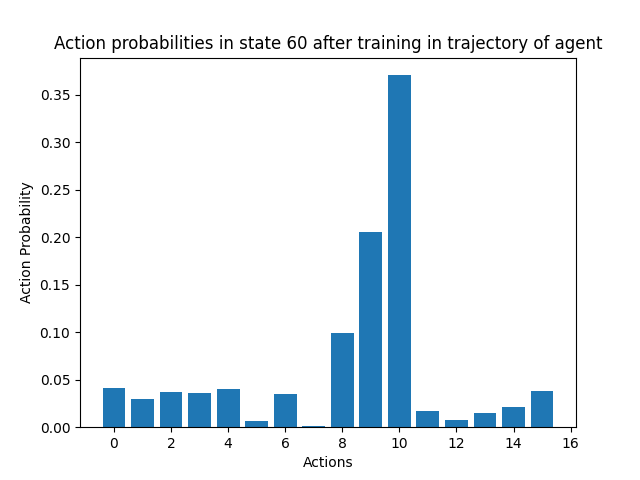 Action probabilities in state 60 after training in trajectory of agent
0.35
0.30
0.25
0.20
0.15
0.10
0.05
0.00
Action Probability
0 2 4 6 8 10 12 14 16
Actions